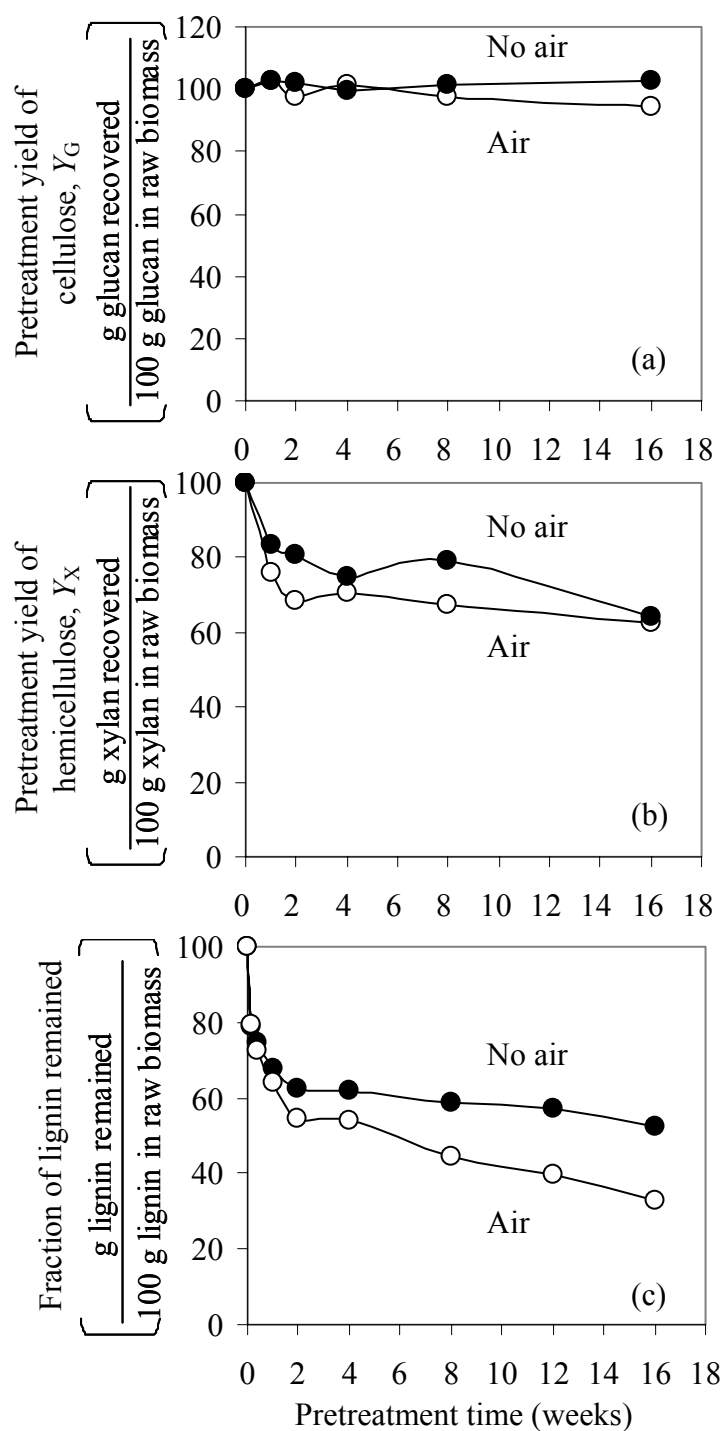 Pretreatment yield of
cellulose, Y_G
g glucan recovered
100 g glucan in raw biomass
120
100
80
60
40
20
0
No air
Air
(a)
0 2 4 6 8 10 12 14 16 18
Pretreatment yield of
hemicellulose, Y_X
g xylan recovered
100 g xylan in raw biomass
100
80
60
40
20
0
No air
Air
(b)
0 2 4 6 8 10 12 14 16 18
Fraction of lignin remained
g lignin remained
100 g lignin in raw biomass
100
80
60
40
20
0
No air
Air
(c)
0 2 4 6 8 10 12 14 16 18
Pretreatment time (weeks)